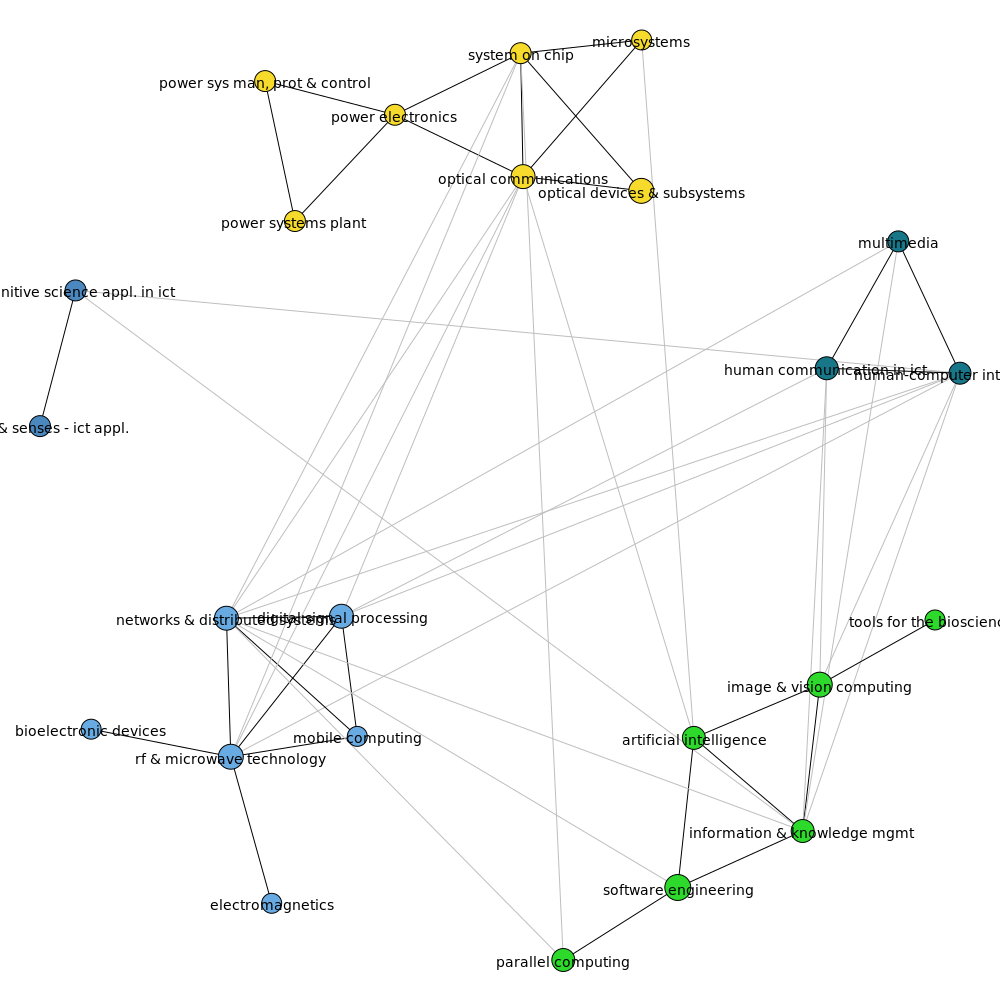 microsystems
system on chip
power sys man, prot & control
power electronics
optical communications
optical devices & subsystems
power systems plant
multimedia
nitive science appl. in ict
human communication in ict
human-computer int
& senses - ict appl.
networks & distributed systems
digital signal processing
tools for the bioscienc
image & vision computing
bioelectronic devices
mobile computing
artificial intelligence
rf & microwave technology
information & knowledge mgmt
software engineering
electromagnetics
parallel computing